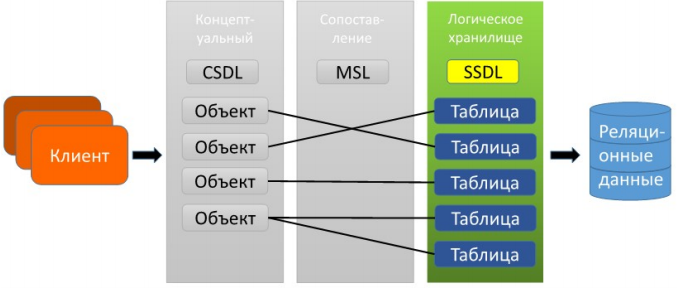 Концепт-
уальный
Сопостав-
ление
Логическое
хранилище
CSDL
MSL
SSDL
Объект
Таблица
Объект
Таблица
Объект
Таблица
Объект
Таблица
Таблица
Клиент
Реляци-
онные
данные